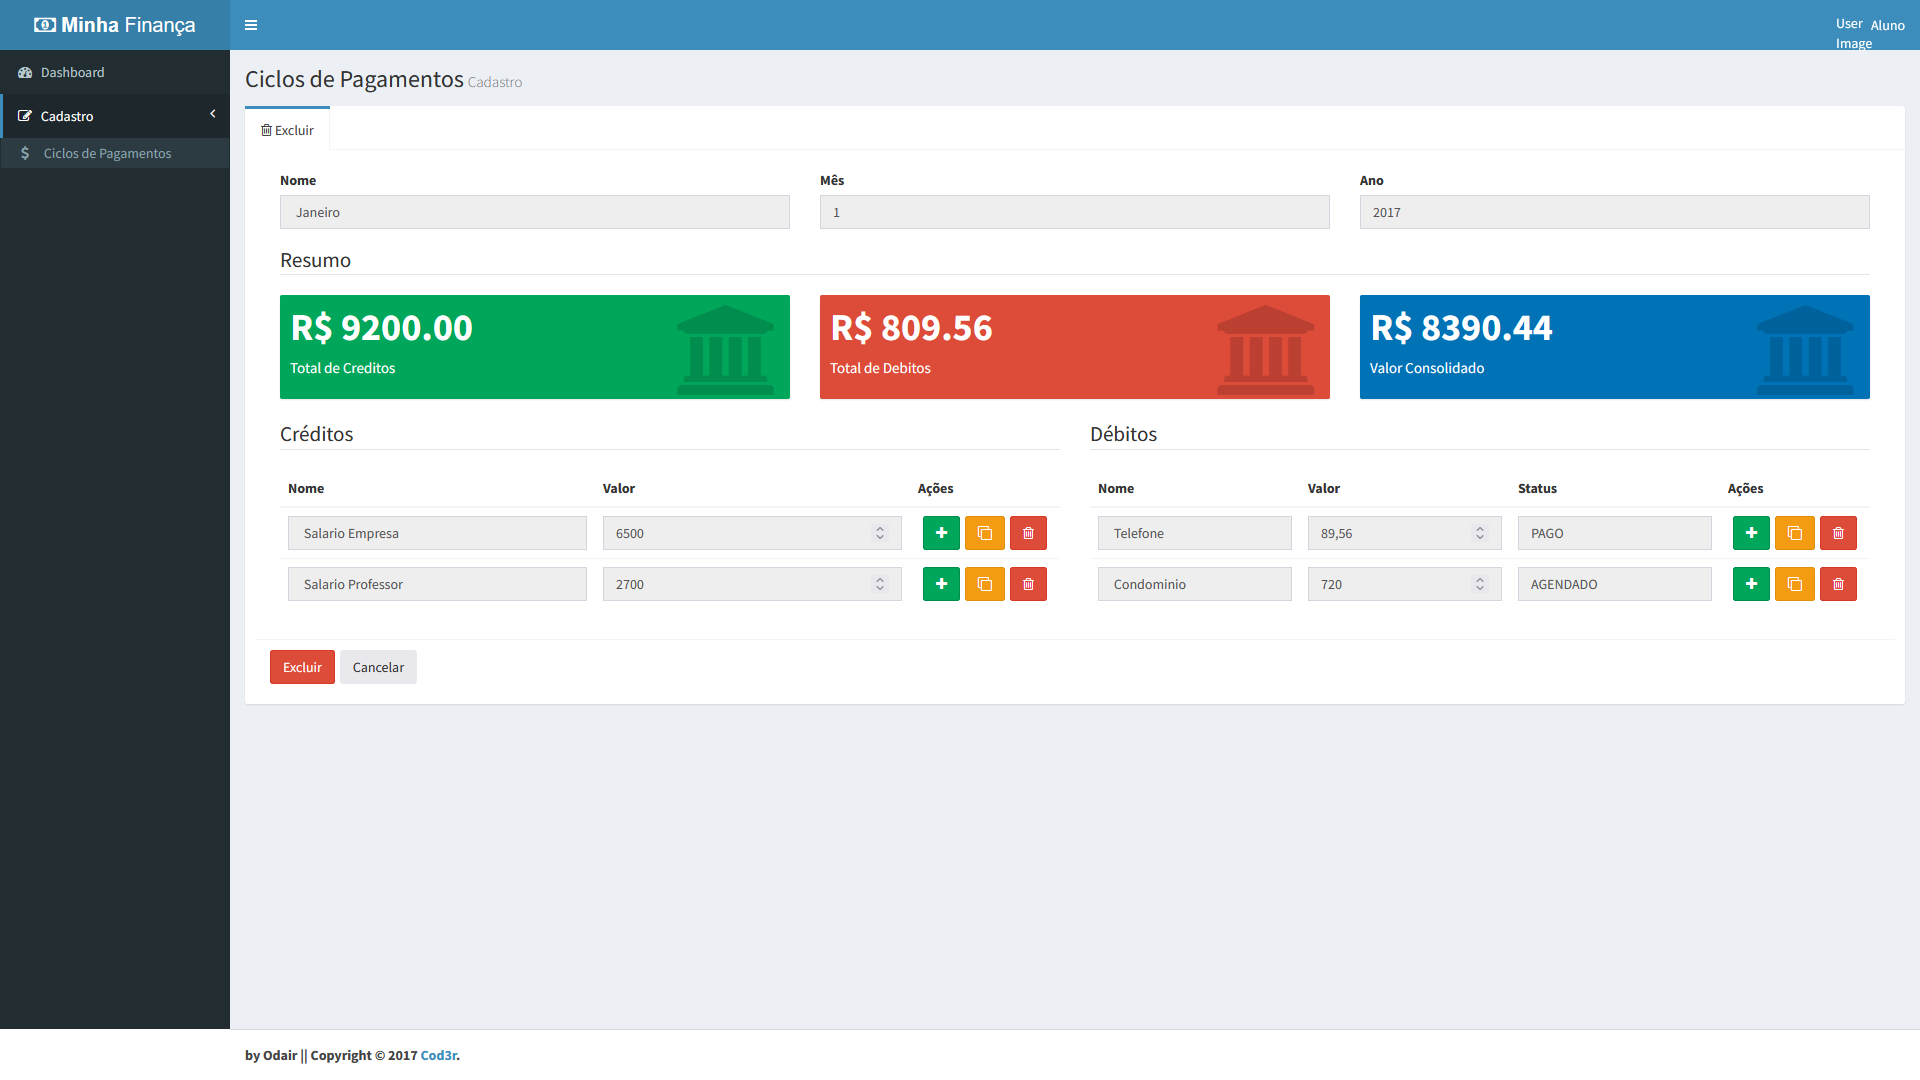 Minha Finança
User Image Aluno
Dashboard
Cadastro
Ciclos de Pagamentos
Ciclos de Pagamentos Cadastro
Excluir
Nome Mês Ano
Janeiro 1 2017
Resumo
R$ 9200.00 R$ 809.56 R$ 8390.44
Total de Creditos Total de Debitos Valor Consolidado
Créditos
Nome Valor Ações
Salario Empresa 6500
Salario Professor 2700
Débitos
Nome Valor Status Ações
Telefone 89,56 PAGO
Condominio 720 AGENDADO
Excluir Cancelar
by Odair || Copyright © 2017 Cod3r.